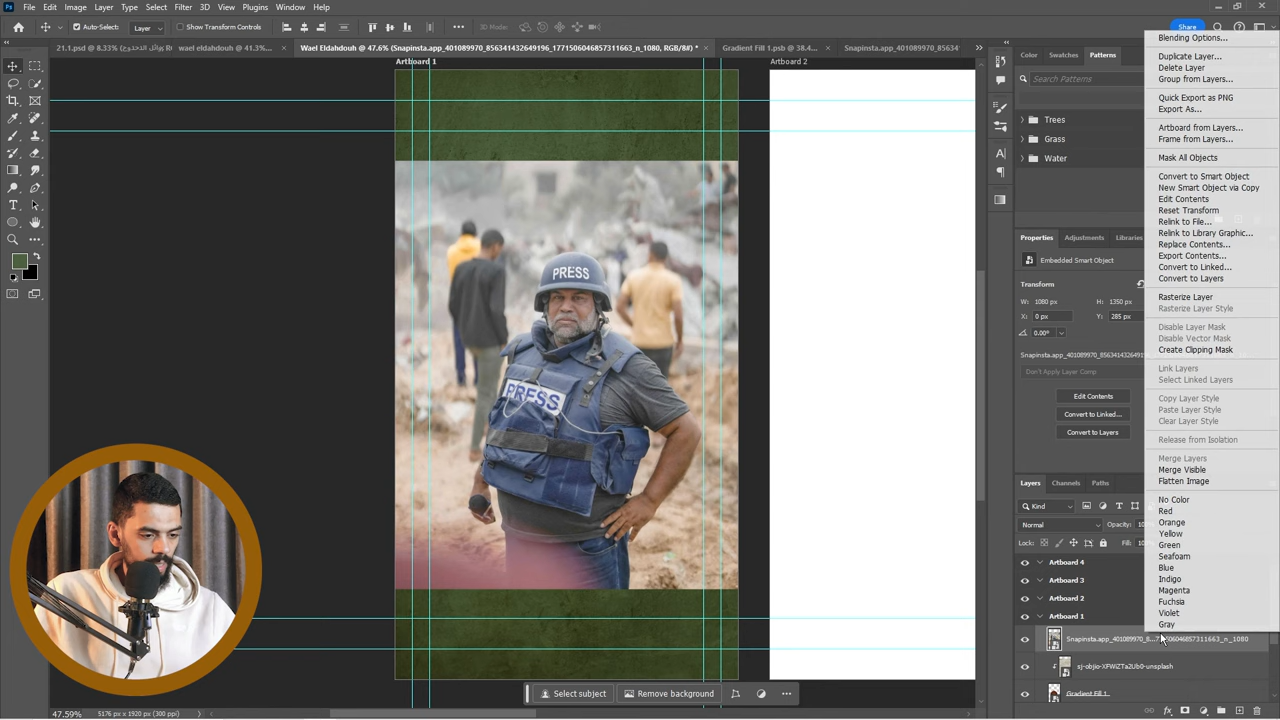 File Edit Image Layer Type Select Filter 3D View Plugins Window Help
Auto-Select: Layer Show Transform Controls 3D Mode: Share
wael eldahdouh @ 41.3%...
Wael Eldahdouh @ 47.6% (Snapinsta.app_401089970_856341432649196_1771506046857311663_n_1080, RGB/8#) *
Gradient Fill 1.psb @ 38.4%...
Artboard 1
Artboard 2
PRESS
PRESS
Select subject Remove background
47.59% 5176 px x 1920 px (300 ppi)
Color Swatches Patterns
Search Patterns
Trees
Grass
Water
Properties Adjustments Libraries
Embedded Smart Object
Transform
W: 1080 px H: 1350 px
X: 0 px Y: 285 px
0.00°
Don't Apply Layer Comp
Edit Contents
Convert to Linked...
Convert to Layers
Layers Channels Paths
Kind
Normal Opacity:
Lock: Fill:
Artboard 4
Artboard 3
Artboard 2
Artboard 1
sj-objio-XFWiZTa2Ub0-unsplash
Gradient Fill 1
Blending Options...
Duplicate Layer...
Delete Layer
Group from Layers...
Quick Export as PNG
Export As...
Artboard from Layers...
Frame from Layers...
Mask All Objects
Convert to Smart Object
New Smart Object via Copy
Edit Contents
Reset Transform
Relink to File...
Relink to Library Graphic...
Replace Contents...
Export Contents...
Convert to Linked...
Convert to Layers
Rasterize Layer
Rasterize Layer Style
Disable Layer Mask
Disable Vector Mask
Create Clipping Mask
Link Layers
Select Linked Layers
Copy Layer Style
Paste Layer Style
Clear Layer Style
Release from Isolation
Merge Layers
Merge Visible
Flatten Image
No Color
Red
Orange
Yellow
Green
Seafoam
Blue
Indigo
Magenta
Fuchsia
Violet
Gray